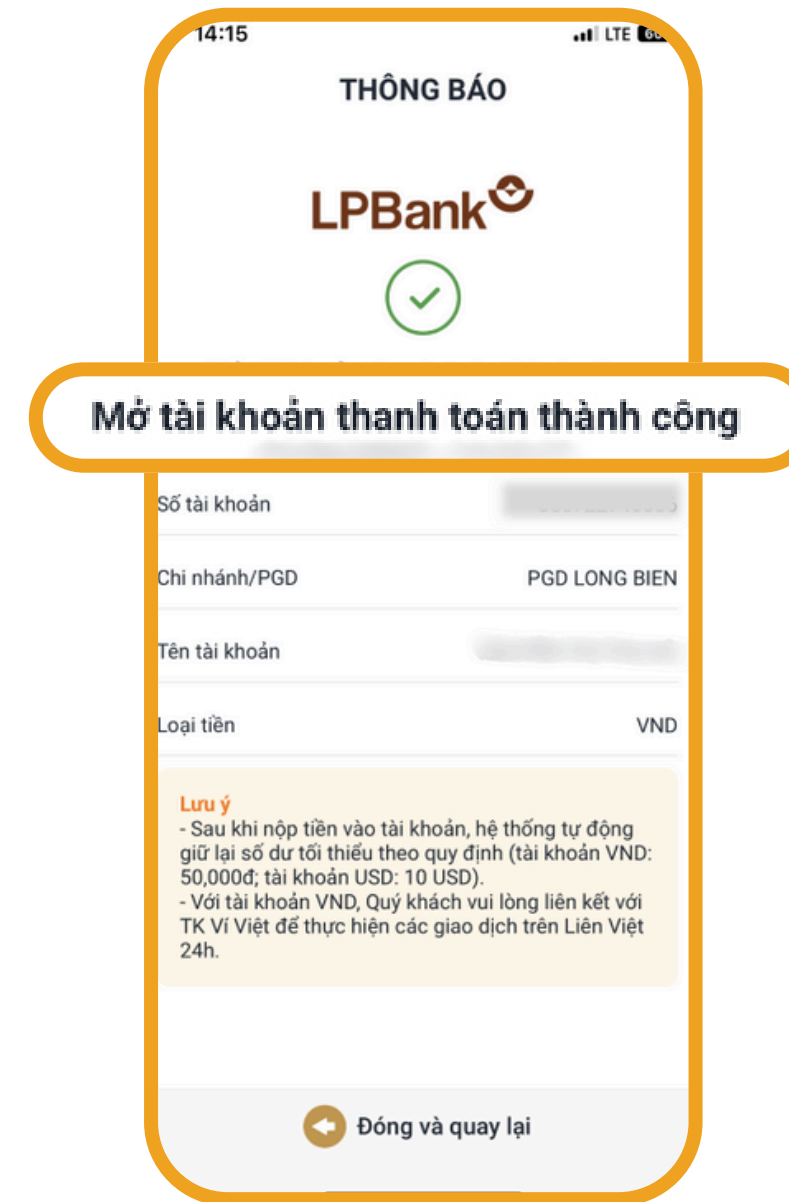 14:15 LTE
THÔNG BÁO
LPBank
Mở tài khoản thanh toán thành công
Số tài khoản
Chi nhánh/PGD PGD LONG BIEN
Tên tài khoản
Loại tiền VND
Lưu ý
- Sau khi nộp tiền vào tài khoản, hệ thống tự động
giữ lại số dư tối thiểu theo quy định (tài khoản VND:
50,000đ; tài khoản USD: 10 USD).
- Với tài khoản VND, Quý khách vui lòng liên kết với
TK Ví Việt để thực hiện các giao dịch trên Liên Việt
24h.
Đóng và quay lại